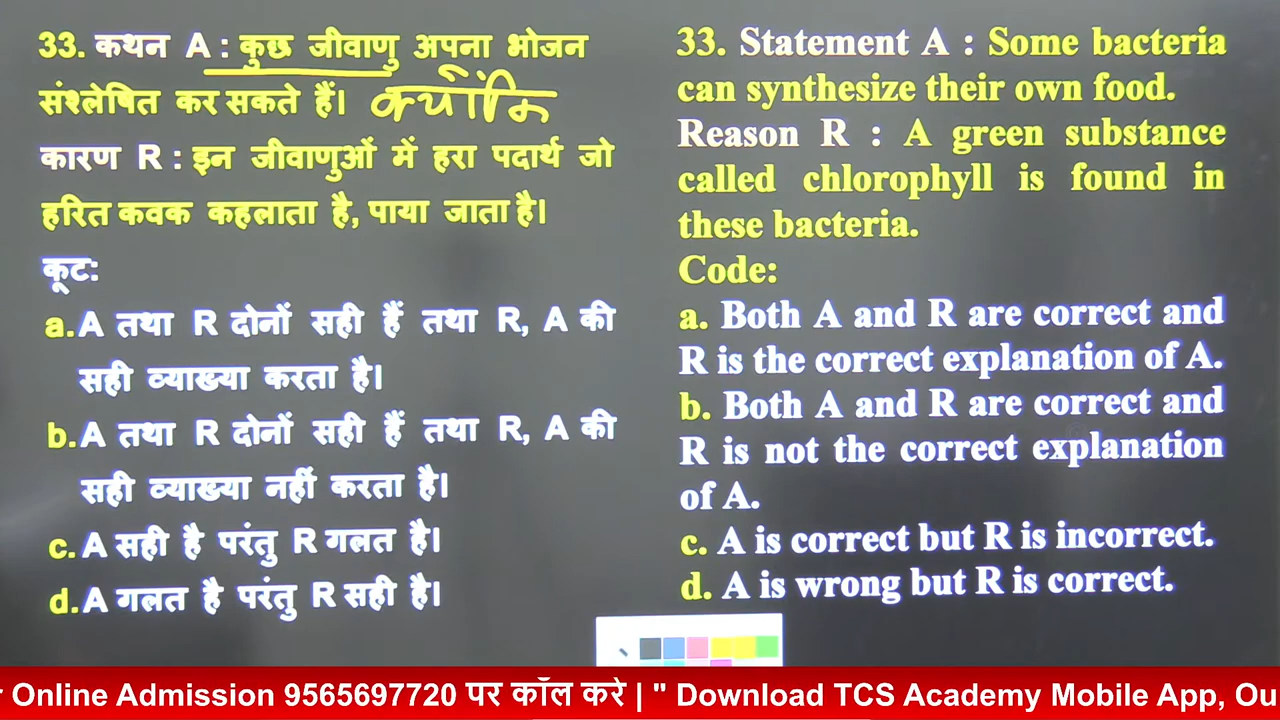 33. कथन A : कुछ जीवाणु अपना भोजन
संश्लेषित कर सकते हैं। क्योंकि
कारण R : इन जीवाणुओं में हरा पदार्थ जो
हरित कवक कहलाता है, पाया जाता है।
कूट:
a. A तथा R दोनों सही हैं तथा R, A की
सही व्याख्या करता है।
b. A तथा R दोनों सही हैं तथा R, A की
सही व्याख्या नहीं करता है।
c. A सही है परंतु R गलत है।
d. A गलत है परंतु R सही है।
33. Statement A : Some bacteria
can synthesize their own food.
Reason R : A green substance
called chlorophyll is found in
these bacteria.
Code:
a. Both A and R are correct and
R is the correct explanation of A.
b. Both A and R are correct and
R is not the correct explanation
of A.
c. A is correct but R is incorrect.
d. A is wrong but R is correct.
r Online Admission 9565697720 पर कॉल करे | " Download TCS Academy Mobile App, Ou